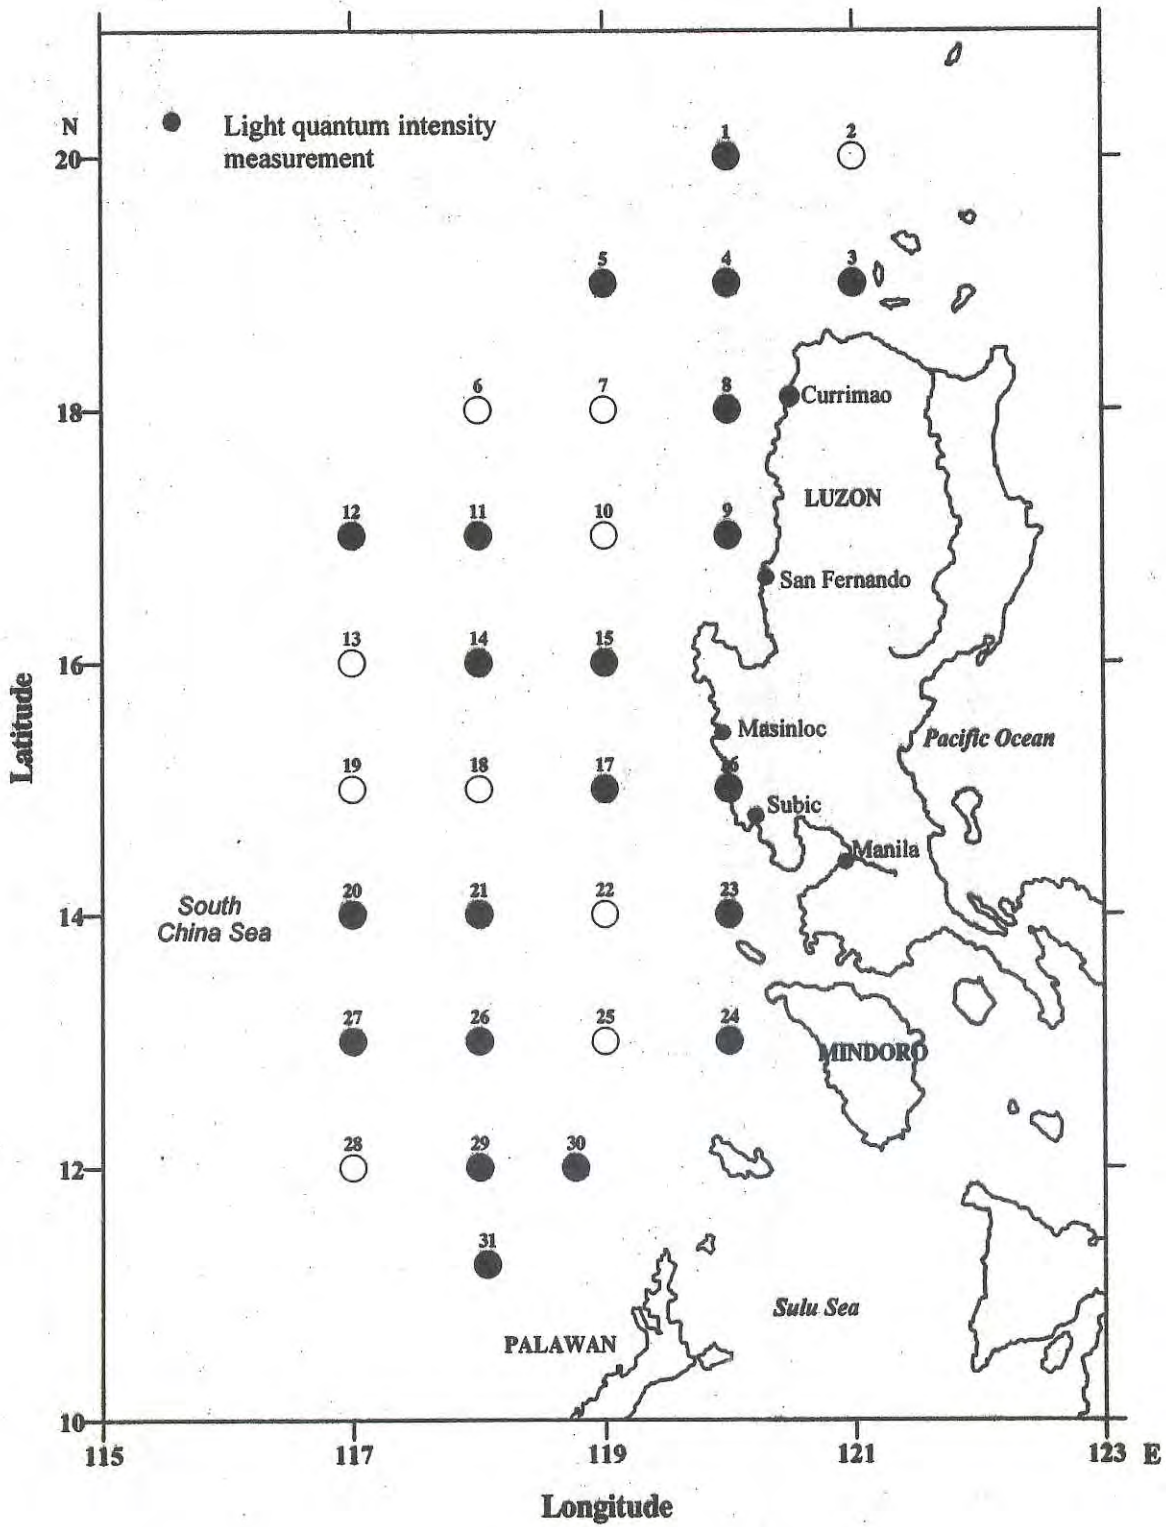 N
Light quantum intensity
measurement
1
2
20
5
4
3
6
7
8
Currimao
18
LUZON
12
11
10
9
San Fernando
13
14
15
16
Masinloc
Pacific Ocean
19
18
17
16
Subic
Manila
20
21
22
23
South
China Sea
14
27
26
25
24
MINDORO
28
29
30
12
31
Sulu Sea
PALAWAN
10
115
117
119
121
123 E
Latitude
Longitude